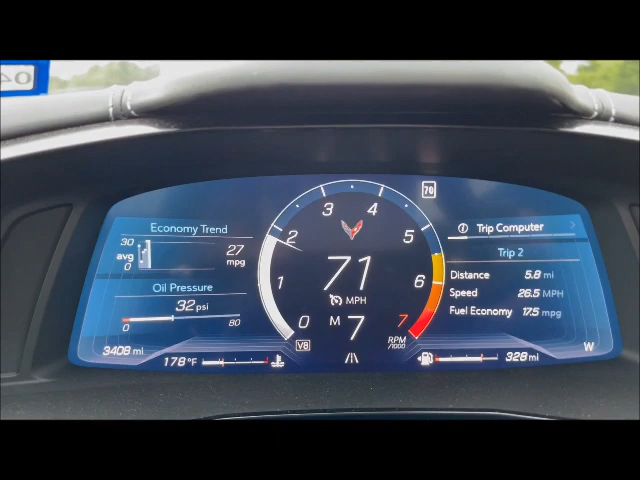 04
70
Economy Trend
30
avg
0
27
mpg
Oil Pressure
32 psi
0
80
3408 mi
178 °F
0
1
2
3
4
5
6
7
71
MPH
M 7
V8
RPM
/1000
Trip Computer
Trip 2
Distance 5.8 mi
Speed 26.5 MPH
Fuel Economy 17.5 mpg
328 mi
W